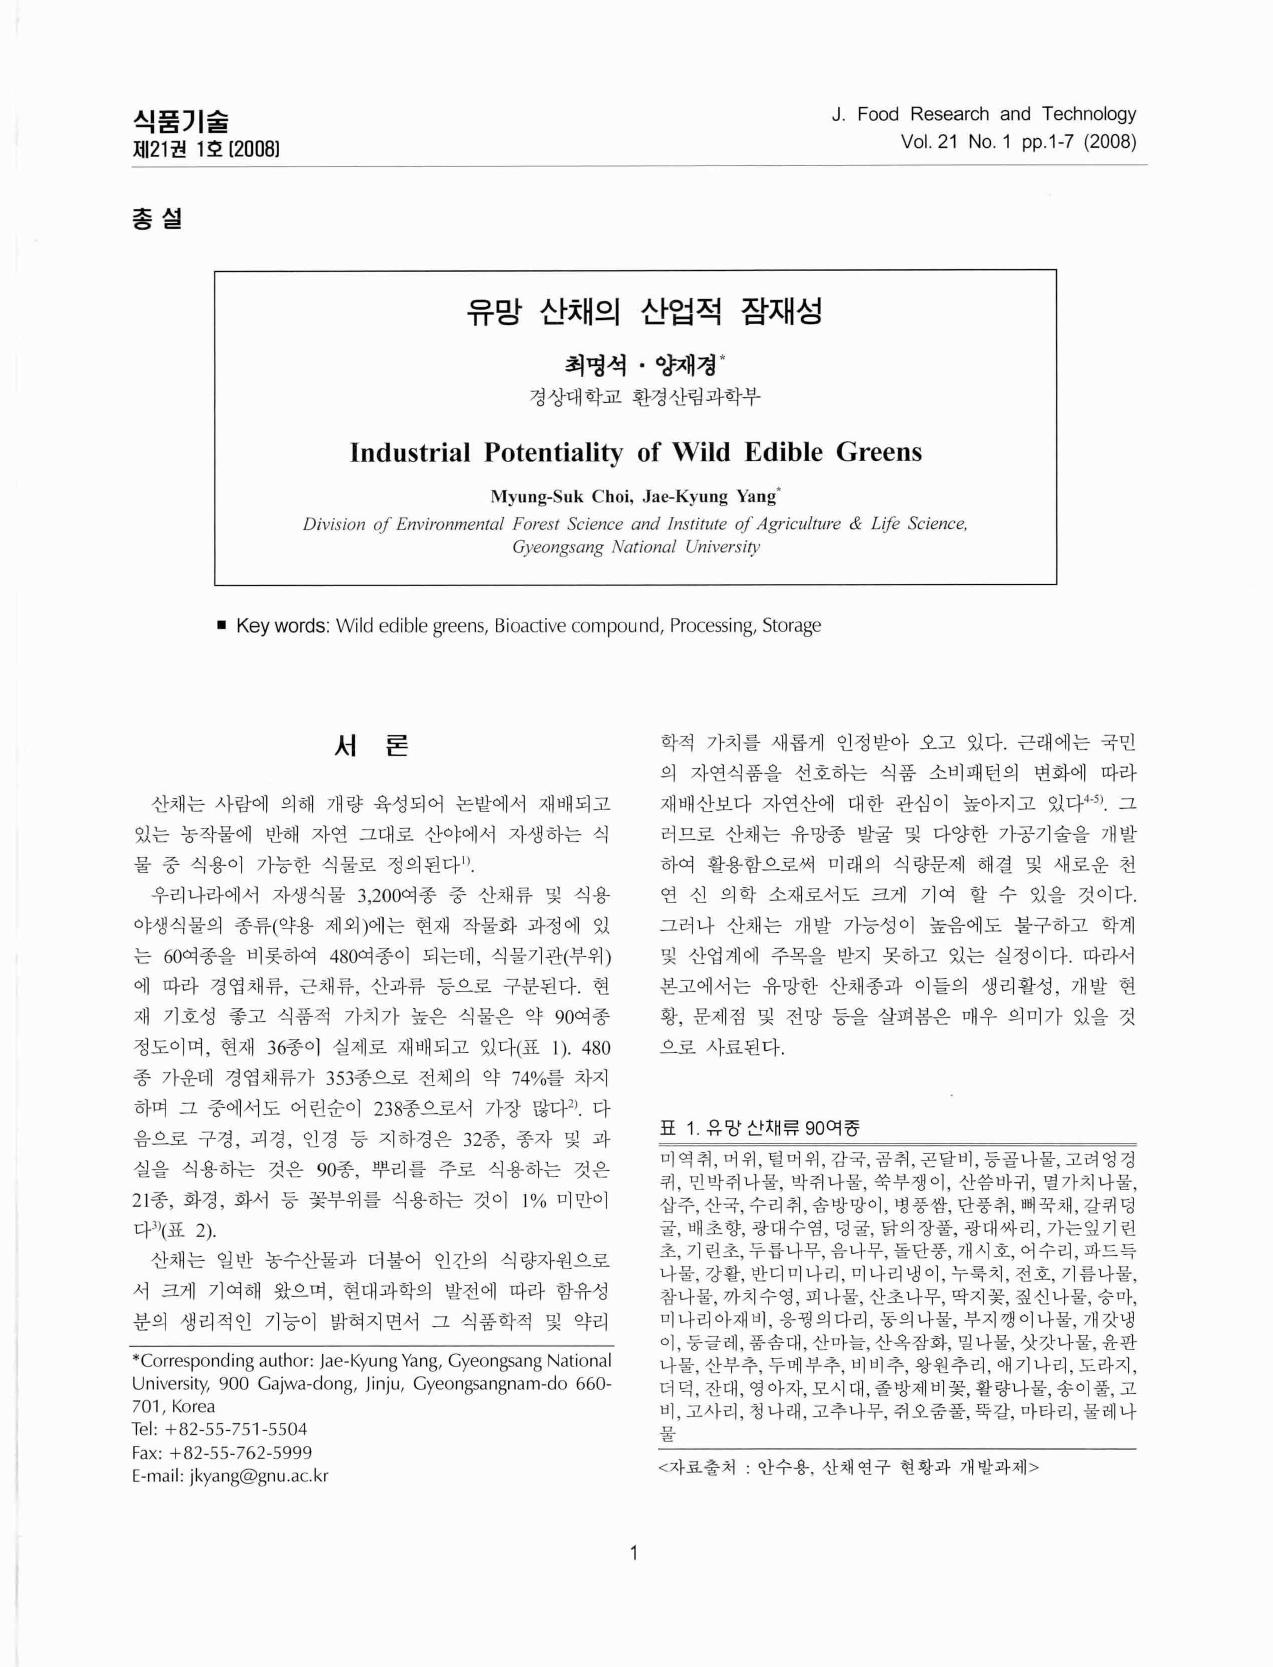 식품기술
제21권 1호 (2008)
J. Food Research and Technology
Vol. 21 No. 1 pp.1-7 (2008)
총 설
유망 산채의 산업적 잠재성
최명석 · 양재경*
경상대학교 환경산림과학부
Industrial Potentiality of Wild Edible Greens
Myung-Suk Choi, Jae-Kyung Yang*
Division of Environmental Forest Science and Institute of Agriculture & Life Science,
Gyeongsang National University
■ Key words: Wild edible greens, Bioactive compound, Processing, Storage
서 론
산채는 사람에 의해 개량 육성되어 논밭에서 재배되고
있는 농작물에 반해 자연 그대로 산야에서 자생하는 식
물 중 식용이 가능한 식물로 정의된다1).
우리나라에서 자생식물 3,200여종 중 산채류 및 식용
야생식물의 종류(약용 제외)에는 현재 작물화 과정에 있
는 60여종을 비롯하여 480여종이 되는데, 식물기관(부위)
에 따라 경엽채류, 근채류, 산과류 등으로 구분된다. 현
재 기호성 좋고 식품적 가치가 높은 식물은 약 90여종
정도이며, 현재 36종이 실제로 재배되고 있다(표 1). 480
종 가운데 경엽채류가 353종으로 전체의 약 74%를 차지
하며 그 중에서도 어린순이 238종으로서 가장 많다2). 다
음으로 구경, 괴경, 인경 등 지하경은 32종, 종자 및 과
실을 식용하는 것은 90종, 뿌리를 주로 식용하는 것은
21종, 화경, 화서 등 꽃부위를 식용하는 것이 1% 미만이
다3)(표 2).
산채는 일반 농수산물과 더불어 인간의 식량자원으로
서 크게 기여해 왔으며, 현대과학의 발전에 따라 함유성
분의 생리적인 기능이 밝혀지면서 그 식품학적 및 약리
*Corresponding author: Jae-Kyung Yang, Gyeongsang National
University, 900 Gajwa-dong, Jinju, Gyeongsangnam-do 660-
701, Korea
Tel: +82-55-751-5504
Fax: +82-55-762-5999
E-mail: jkyang@gnu.ac.kr
학적 가치를 새롭게 인정받아 오고 있다. 근래에는 국민
의 자연식품을 선호하는 식품 소비패턴의 변화에 따라
재배산보다 자연산에 대한 관심이 높아지고 있다4-5). 그
러므로 산채는 유망종 발굴 및 다양한 가공기술을 개발
하여 활용함으로써 미래의 식량문제 해결 및 새로운 천
연 신 의학 소재로서도 크게 기여 할 수 있을 것이다.
그러나 산채는 개발 가능성이 높음에도 불구하고 학계
및 산업계에 주목을 받지 못하고 있는 실정이다. 따라서
본고에서는 유망한 산채종과 이들의 생리활성, 개발 현
황, 문제점 및 전망 등을 살펴봄은 매우 의미가 있을 것
으로 사료된다.
표 1. 유망 산채류 90여종
미역취, 머위, 털머위, 감국, 곰취, 곤달비, 등골나물, 고려엉겅
퀴, 민박쥐나물, 박쥐나물, 쑥부쟁이, 산씀바귀, 멸가치나물,
삽주, 산국, 수리취, 솜방망이, 병풍쌈, 단풍취, 뻐꾹채, 갈퀴덩
굴, 배초향, 광대수염, 덩굴, 닭의장풀, 광대싸리, 가는잎기린
초, 기린초, 두릅나무, 음나무, 돌단풍, 개시호, 어수리, 파드득
나물, 강활, 반디미나리, 미나리냉이, 누룩치, 전호, 기름나물,
참나물, 까치수영, 피나물, 산초나무, 딱지꽃, 짚신나물, 승마,
미나리아재비, 응꿩의다리, 동의나물, 부지깽이나물, 개갓냉
이, 둥글레, 풀솜대, 산마늘, 산옥잠화, 밀나물, 삿갓나물, 윤판
나물, 산부추, 두메부추, 비비추, 왕원추리, 애기나리, 도라지,
더덕, 잔대, 영아자, 모시대, 졸방제비꽃, 활량나물, 송이풀, 고
비, 고사리, 청나래, 고추나무, 쥐오줌풀, 뚝갈, 마타리, 물레나
물
<자료출처 : 안수용, 산채연구 현황과 개발과제>
1